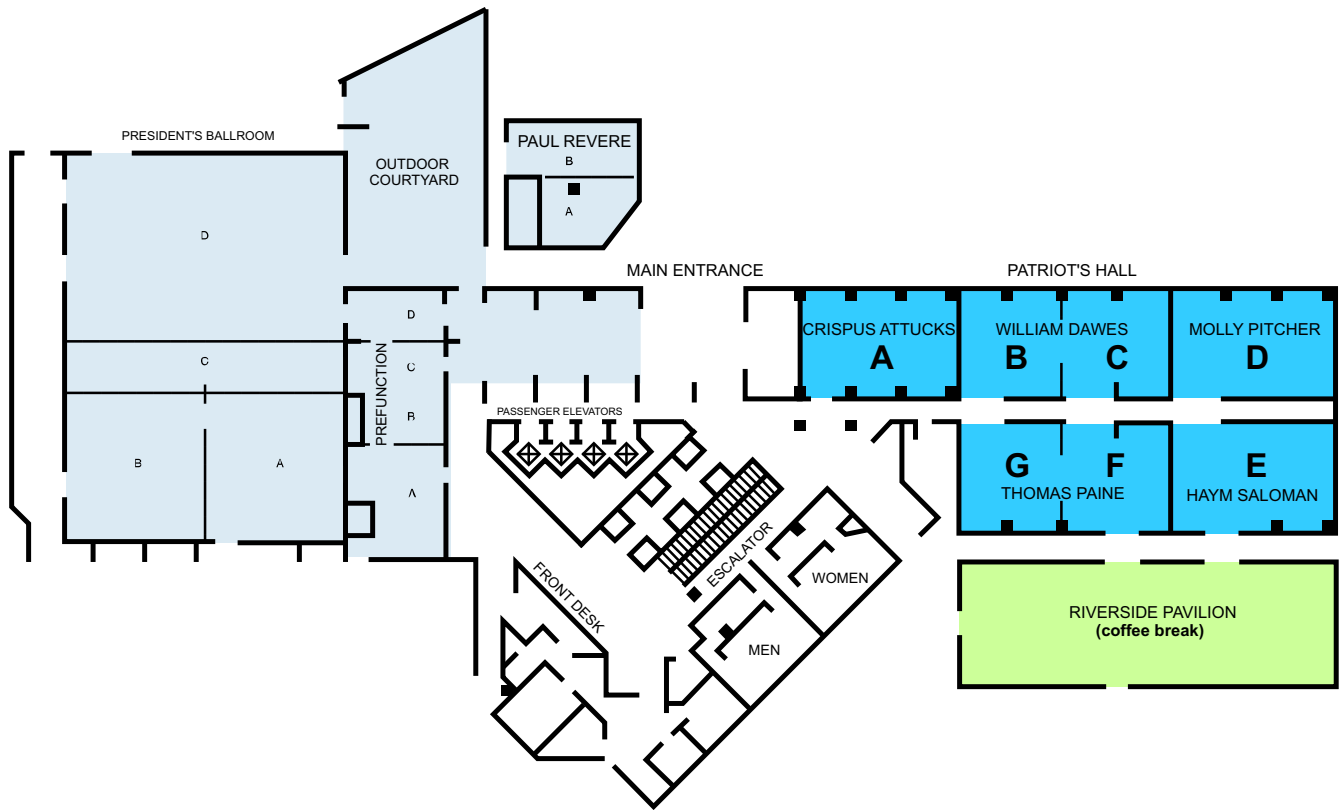 PRESIDENT'S BALLROOM
D
C
B
A
OUTDOOR
COURTYARD
PAUL REVERE
B
A
PREFUNCTION
D
C
B
A
MAIN ENTRANCE
PATRIOT'S HALL
CRISPUS ATTUCKS
A
WILLIAM DAWES
B
C
MOLLY PITCHER
D
G
F
THOMAS PAINE
E
HAYM SALOMAN
PASSENGER ELEVATORS
ESCALATOR
FRONT DESK
WOMEN
MEN
RIVERSIDE PAVILION
(coffee break)